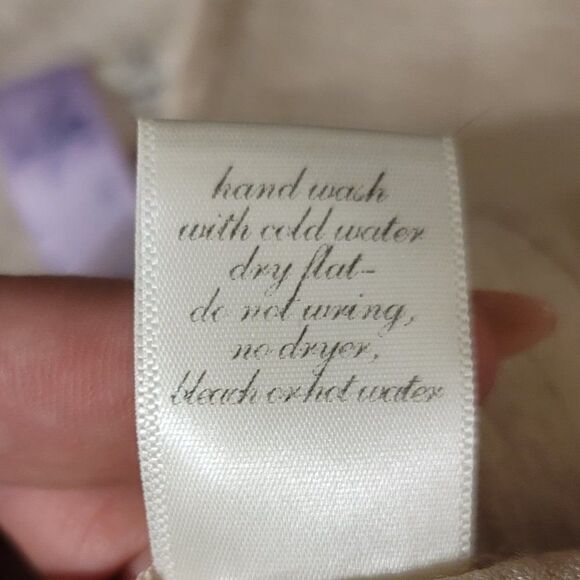 hand wash
with cold water
dry flat-
do not wring,
no dryer,
bleach or hot water